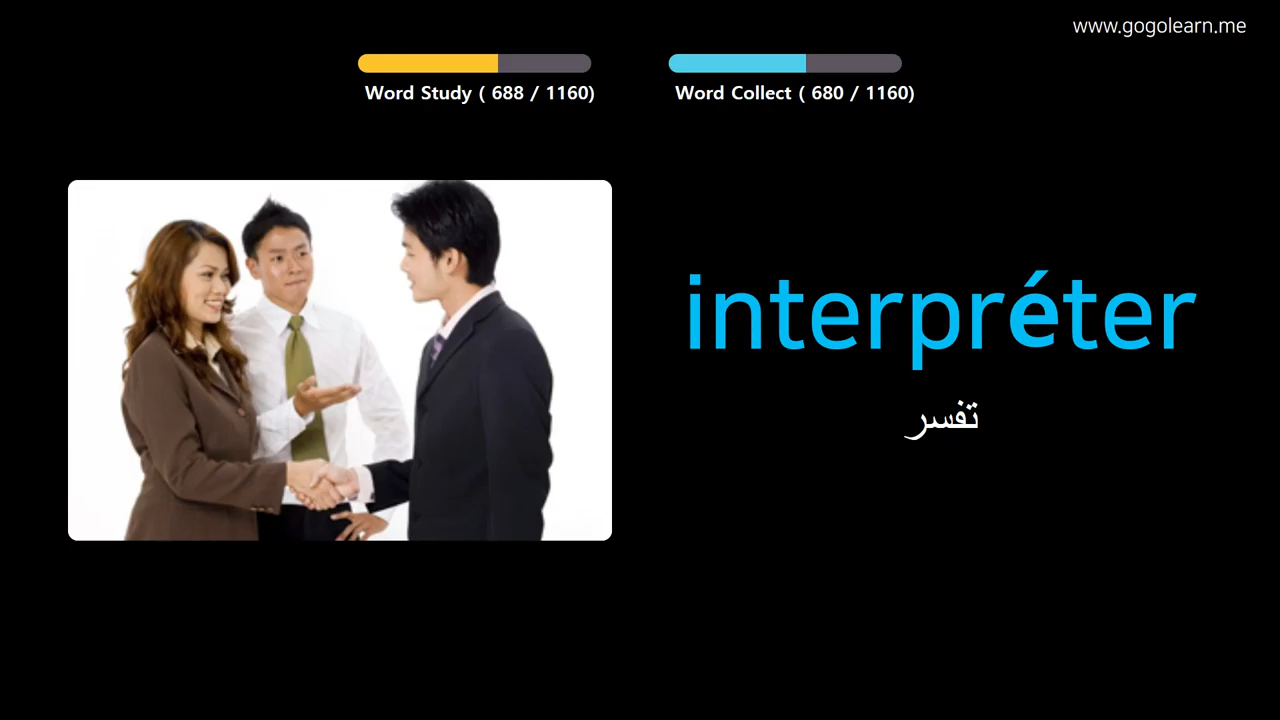 www.gogolearn.me
Word Study ( 688 / 1160)
Word Collect ( 680 / 1160)
interpréter
تفسر